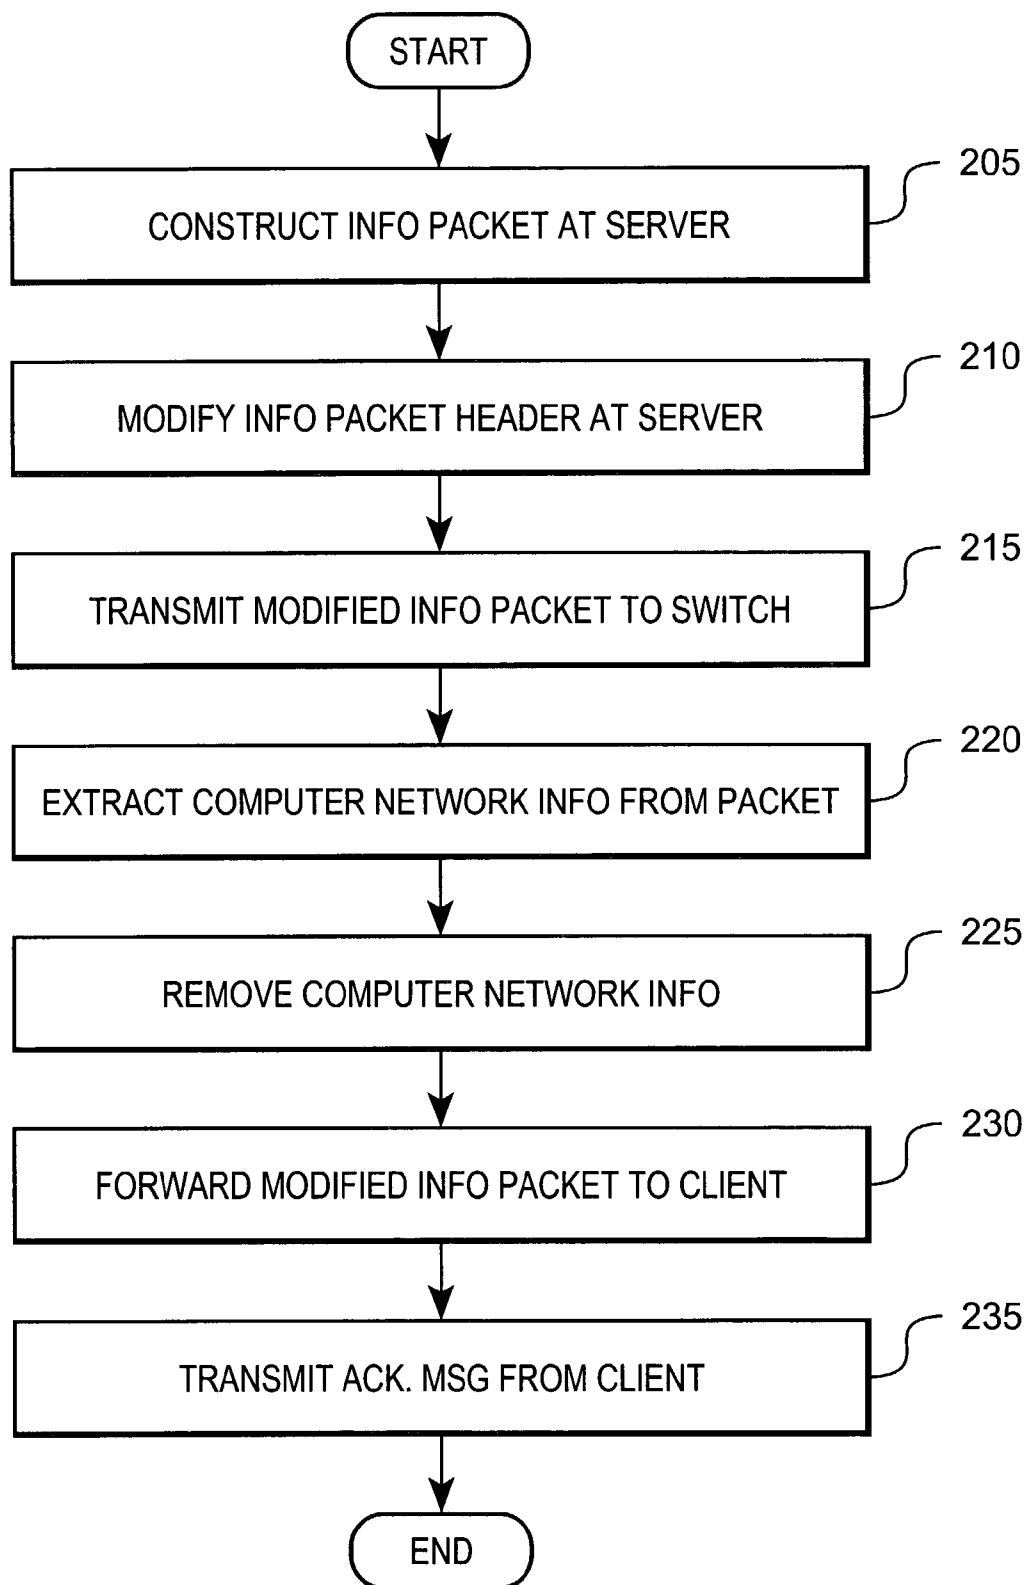 START
CONSTRUCT INFO PACKET AT SERVER
205
MODIFY INFO PACKET HEADER AT SERVER
210
TRANSMIT MODIFIED INFO PACKET TO SWITCH
215
EXTRACT COMPUTER NETWORK INFO FROM PACKET
220
REMOVE COMPUTER NETWORK INFO
225
FORWARD MODIFIED INFO PACKET TO CLIENT
230
TRANSMIT ACK. MSG FROM CLIENT
235
END